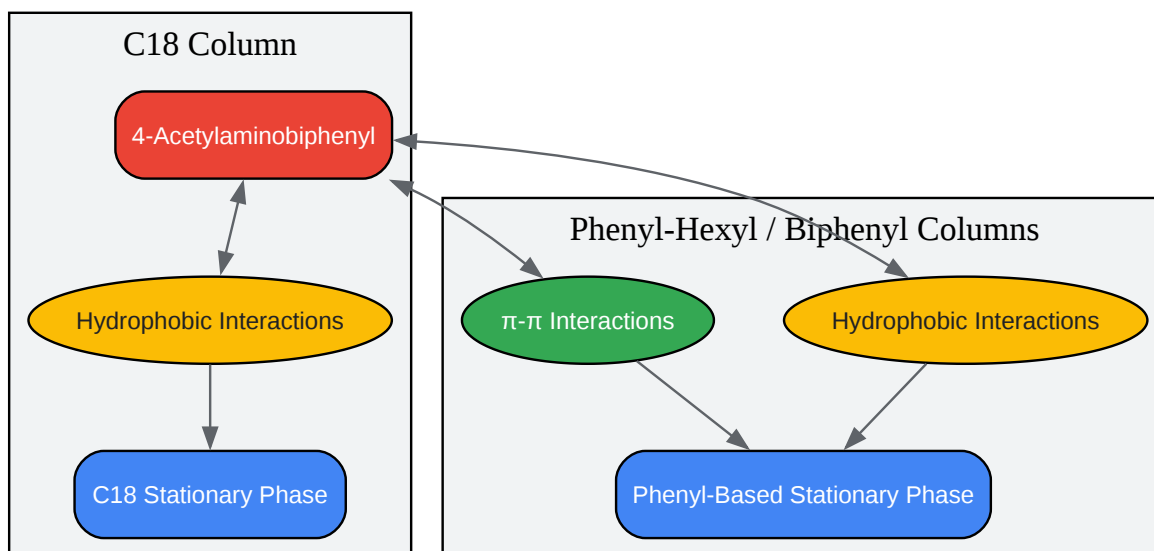 C18 Column
4-Acetylaminobiphenyl
Phenyl-Hexyl / Biphenyl Columns
Hydrophobic Interactions
π-π Interactions
Hydrophobic Interactions
C18 Stationary Phase
Phenyl-Based Stationary Phase